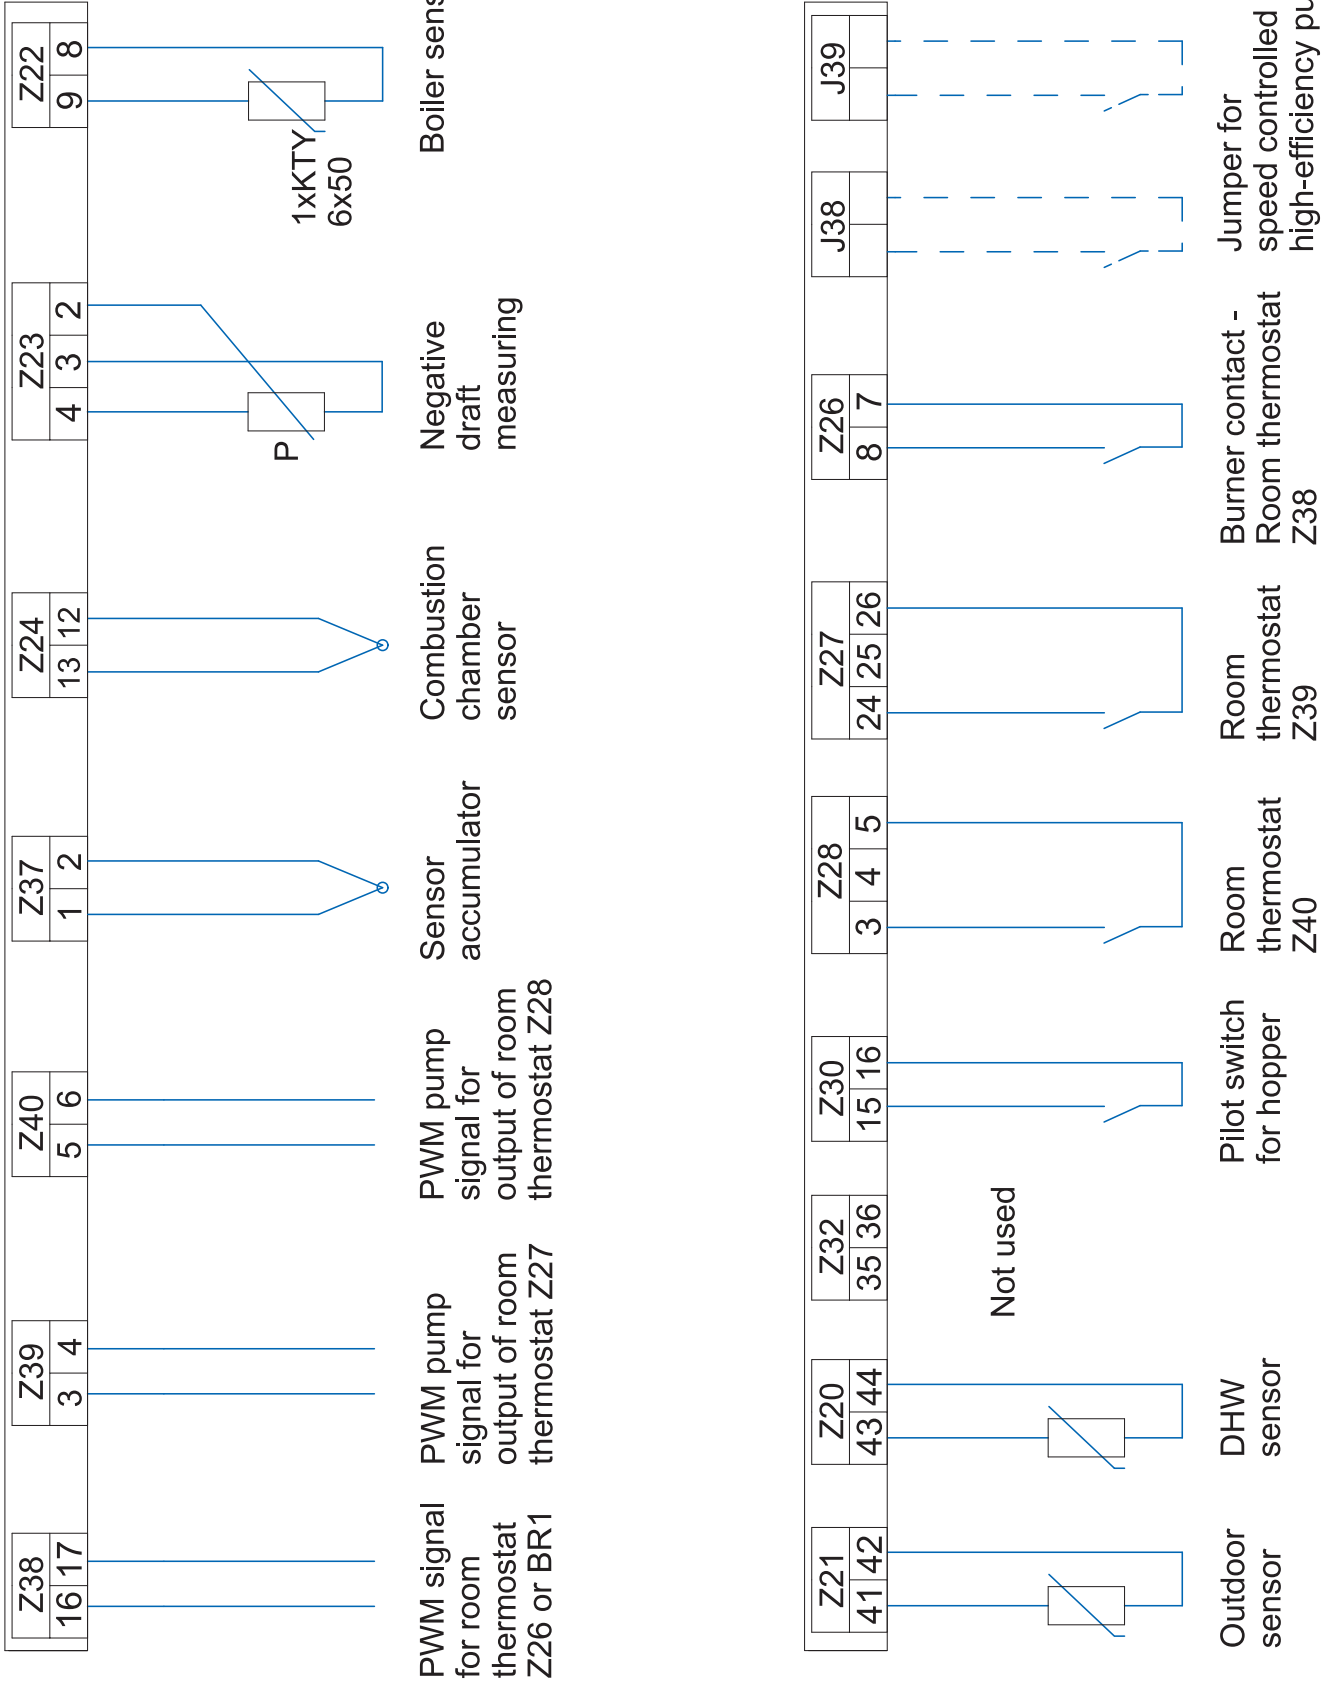 Z38
16 17
PWM signal
for room
thermostat
Z26 or BR1
Z39
3 4
PWM pump
signal for
output of room
thermostat Z27
Z40
5 6
PWM pump
signal for
output of room
thermostat Z28
Z37
1 2
Sensor
accumulator
Z24
13 12
Combustion
chamber
sensor
Z23
4 3 2
P
Negative
draft
measuring
Z22
9 8
1xKTY
6x50
Boiler sens
Z21
41 42
Outdoor
sensor
Z20
43 44
DHW
sensor
Z32
35 36
Not used
Z30
15 16
Pilot switch
for hopper
Z28
3 4 5
Room
thermostat
Z40
Z27
24 25 26
Room
thermostat
Z39
Z26
8 7
Burner contact -
Room thermostat
Z38
J38
J39
Jumper for
speed controlled
high-efficiency pu